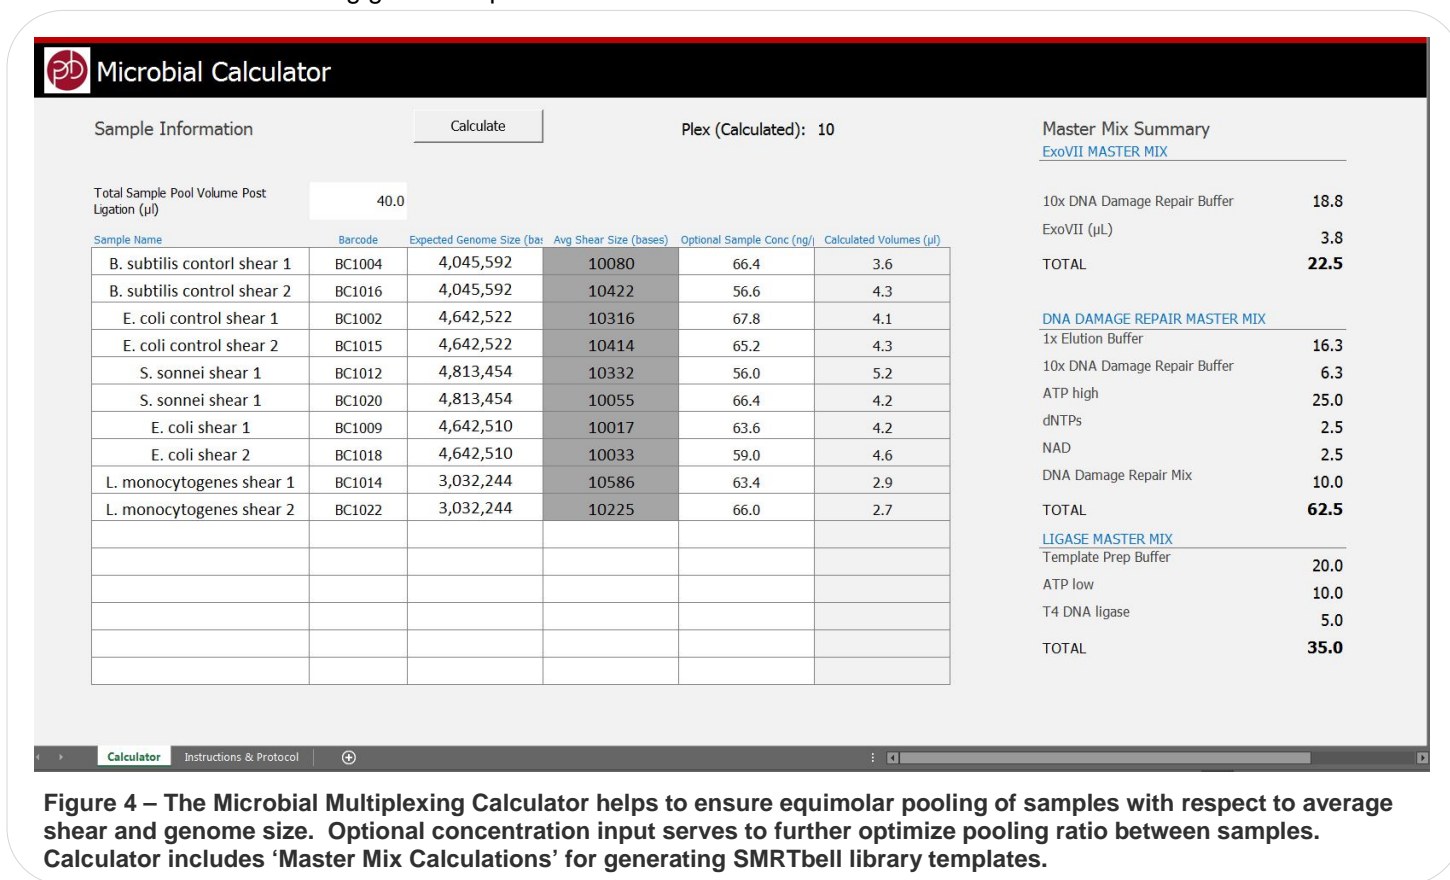 pb Microbial Calculator
Sample Information Calculate Plex (Calculated): 10
Total Sample Pool Volume Post
Ligation (µl) 40.0
Sample Name Barcode Expected Genome Size (bas Avg Shear Size (bases) Optional Sample Conc (ng/ Calculated Volumes (µl)
B. subtilis contorl shear 1 BC1004 4,045,592 10080 66.4 3.6
B. subtilis control shear 2 BC1016 4,045,592 10422 56.6 4.3
E. coli control shear 1 BC1002 4,642,522 10316 67.8 4.1
E. coli control shear 2 BC1015 4,642,522 10414 65.2 4.3
S. sonnei shear 1 BC1012 4,813,454 10332 56.0 5.2
S. sonnei shear 1 BC1020 4,813,454 10055 66.4 4.2
E. coli shear 1 BC1009 4,642,510 10017 63.6 4.2
E. coli shear 2 BC1018 4,642,510 10033 59.0 4.6
L. monocytogenes shear 1 BC1014 3,032,244 10586 63.4 2.9
L. monocytogenes shear 2 BC1022 3,032,244 10225 66.0 2.7
Master Mix Summary
ExoVII MASTER MIX
10x DNA Damage Repair Buffer 18.8
ExoVII (µL) 3.8
TOTAL 22.5
DNA DAMAGE REPAIR MASTER MIX
1x Elution Buffer 16.3
10x DNA Damage Repair Buffer 6.3
ATP high 25.0
dNTPs 2.5
NAD 2.5
DNA Damage Repair Mix 10.0
TOTAL 62.5
LIGASE MASTER MIX
Template Prep Buffer 20.0
ATP low 10.0
T4 DNA ligase 5.0
TOTAL 35.0
Calculator Instructions & Protocol
Figure 4 – The Microbial Multiplexing Calculator helps to ensure equimolar pooling of samples with respect to average
shear and genome size. Optional concentration input serves to further optimize pooling ratio between samples.
Calculator includes ‘Master Mix Calculations’ for generating SMRTbell library templates.